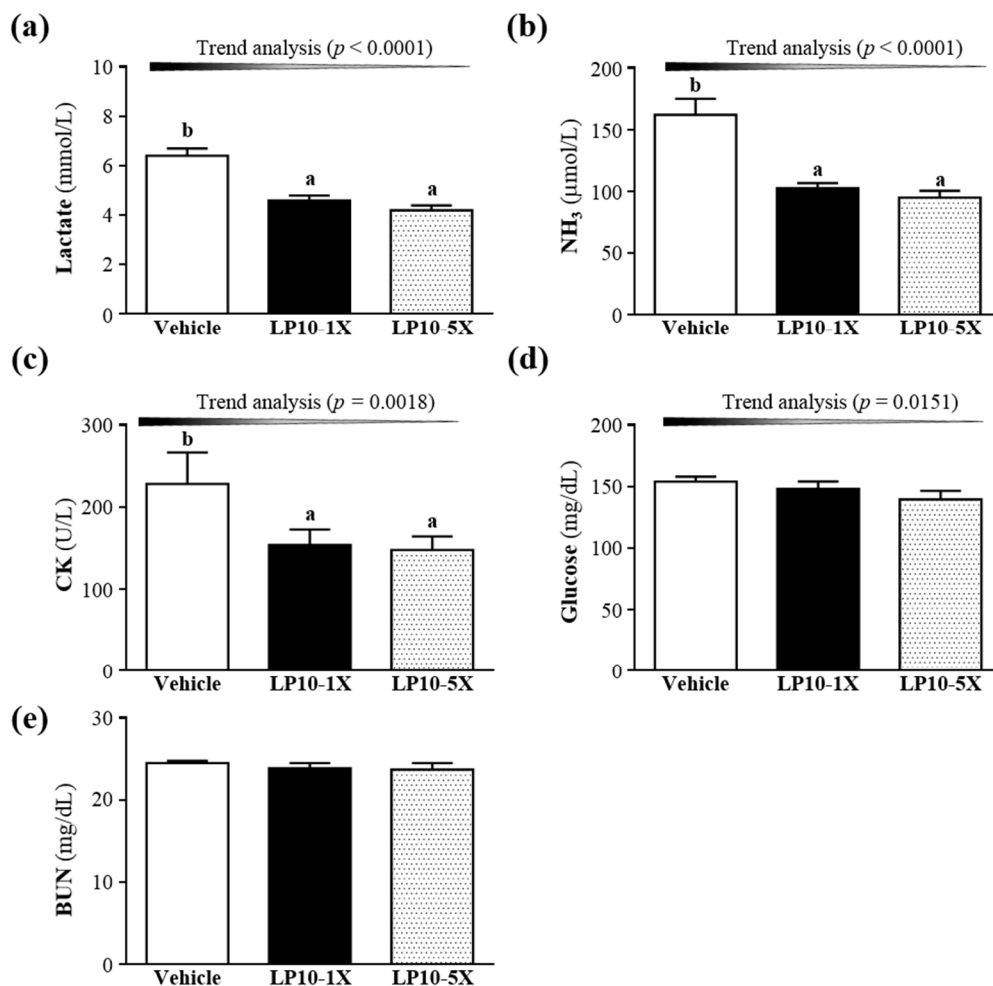 (a)
Trend analysis (p < 0.0001)
Lactate (mmol/L)
10
8
6
4
2
0
b
a
a
Vehicle LP10-1X LP10-5X
(b)
Trend analysis (p < 0.0001)
NH₃ (μmol/L)
200
150
100
50
0
b
a
a
Vehicle LP10-1X LP10-5X
(c)
Trend analysis (p = 0.0018)
CK (U/L)
300
200
100
0
b
a
a
Vehicle LP10-1X LP10-5X
(d)
Trend analysis (p = 0.0151)
Glucose (mg/dL)
200
150
100
50
0
Vehicle LP10-1X LP10-5X
(e)
BUN (mg/dL)
30
20
10
0
Vehicle LP10-1X LP10-5X